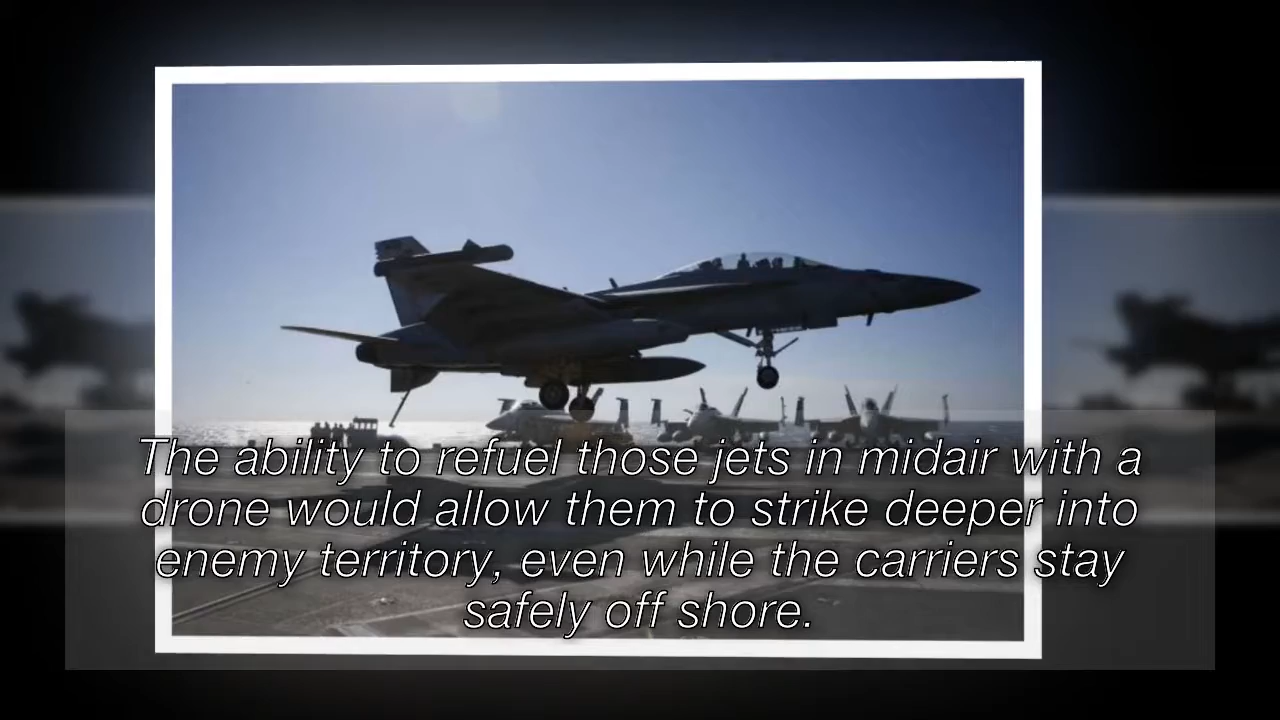 The ability to refuel those jets in midair with a
drone would allow them to strike deeper into
enemy territory, even while the carriers stay
safely off shore.